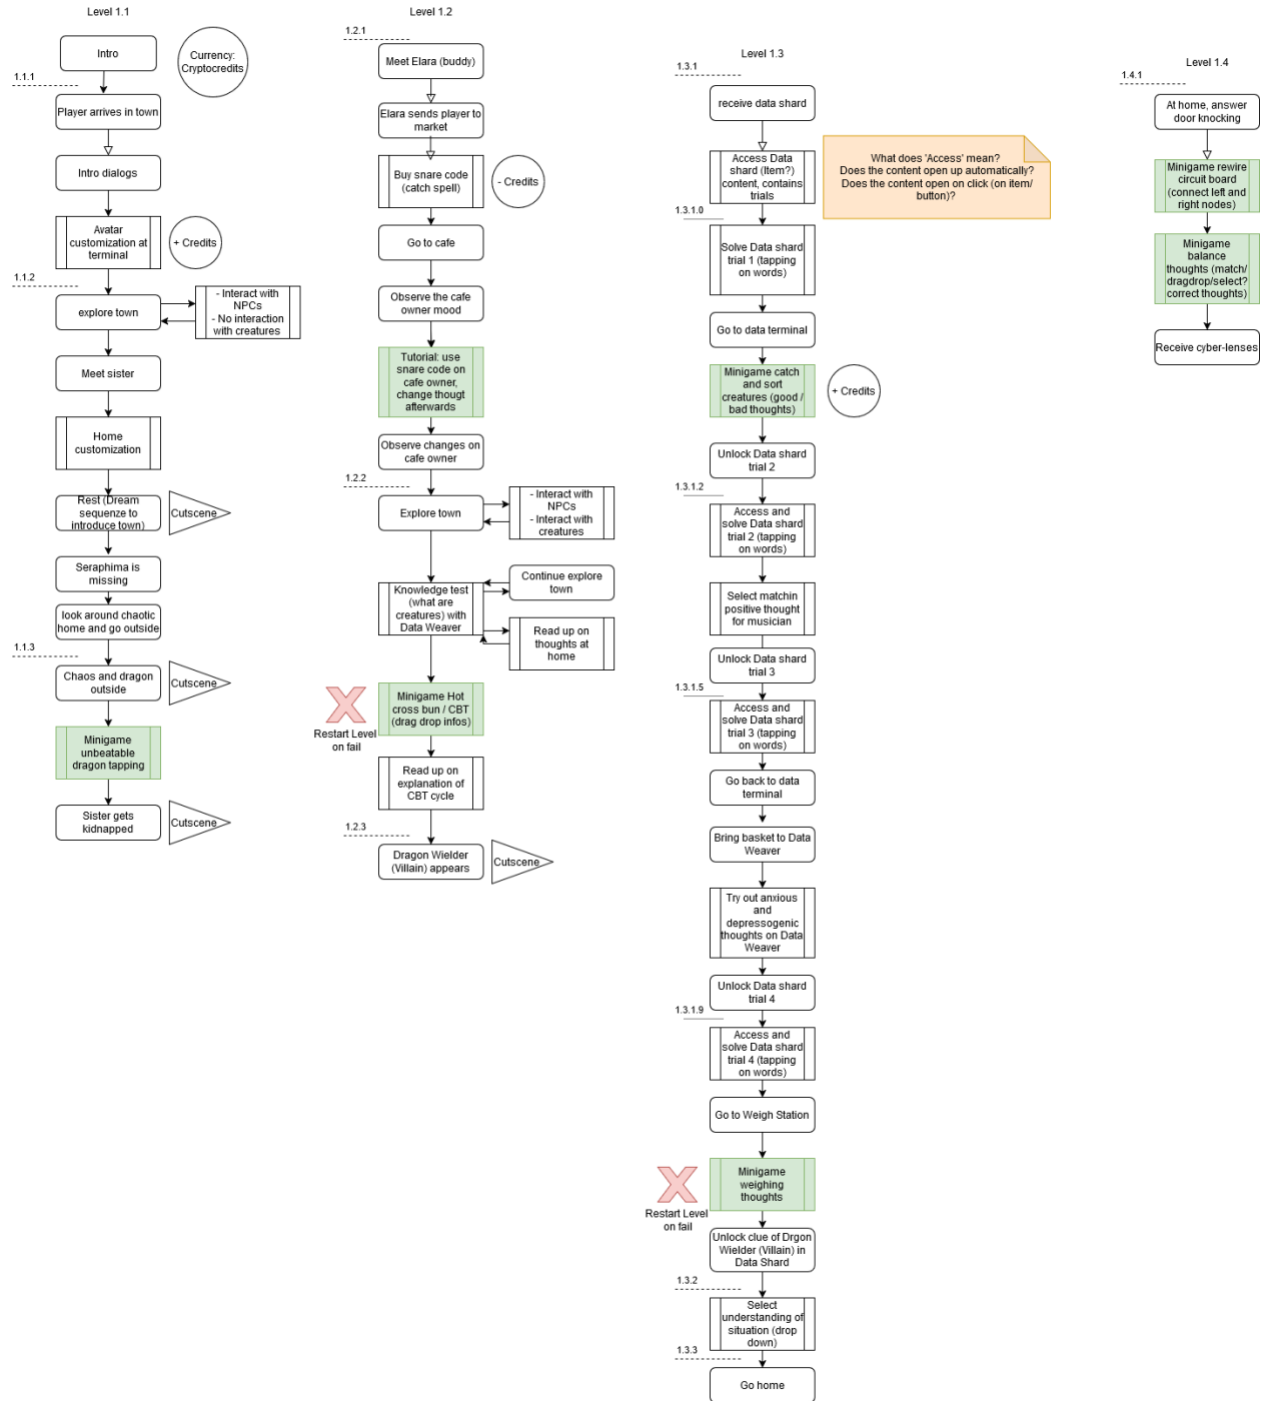 Level 1.1
Intro
Currency:
Cryptocredits
1.1.1
Player arrives in town
Intro dialogs
Avatar
customization at
terminal
+ Credits
1.1.2
explore town
- Interact with
NPCs
- No interaction
with creatures
Meet sister
Home
customization
Rest (Dream
sequenze to
introduce town)
Cutscene
Seraphima is
missing
look around chaotic
home and go outside
1.1.3
Chaos and dragon
outside
Cutscene
Minigame
unbeatable
dragon tapping
Sister gets
kidnapped
Cutscene
Level 1.2
1.2.1
Meet Elara (buddy)
Elara sends player to
market
Buy snare code
(catch spell)
- Credits
Go to cafe
Observe the cafe
owner mood
Tutorial: use
snare code on
cafe owner,
change thougt
afterwards
Observe changes on
cafe owner
1.2.2
Explore town
- Interact with
NPCs
- Interact with
creatures
Knowledge test
(what are
creatures) with
Data Weaver
Continue explore
town
Read up on
thoughts at
home
Minigame Hot
cross bun / CBT
(drag drop infos)
Restart Level
on fail
Read up on
explanation of
CBT cycle
1.2.3
Dragon Wielder
(Villain) appears
Cutscene
Level 1.3
1.3.1
receive data shard
Access Data
shard (Item?)
content, contains
trials
What does 'Access' mean?
Does the content open up automatically?
Does the content open on click (on item/
button)?
1.3.1.0
Solve Data shard
trial 1 (tapping
on words)
Go to data terminal
Minigame catch
and sort
creatures (good /
bad thoughts)
+ Credits
Unlock Data shard
trial 2
1.3.1.2
Access and
solve Data shard
trial 2 (tapping
on words)
Select matchin
positive thought
for musician
Unlock Data shard
trial 3
1.3.1.5
Access and
solve Data shard
trial 3 (tapping
on words)
Go back to data
terminal
Bring basket to Data
Weaver
Try out anxious
and
depressogenic
thoughts on Data
Weaver
Unlock Data shard
trial 4
1.3.1.9
Access and
solve Data shard
trial 4 (tapping
on words)
Go to Weigh Station
Minigame
weighing
thoughts
Restart Level
on fail
Unlock clue of Drgon
Wielder (Villain) in
Data Shard
1.3.2
Select
understanding of
situation (drop
down)
1.3.3
Go home
Level 1.4
1.4.1
At home, answer
door knocking
Minigame rewire
circuit board
(connect left and
right nodes)
Minigame
balance
thoughts (match/
dragdrop/select?
correct thoughts)
Receive cyber-lenses